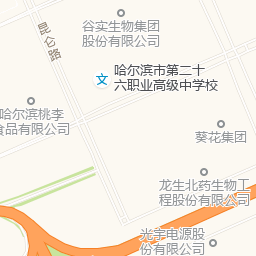 谷实生物集团
股份有限公司
昆仑路
哈尔滨市第二十
六职业高级中学校
哈尔滨桃李
食品有限公司
葵花集团
龙生北药生物工
程股份有限公司
光宇电源股
份有限公司